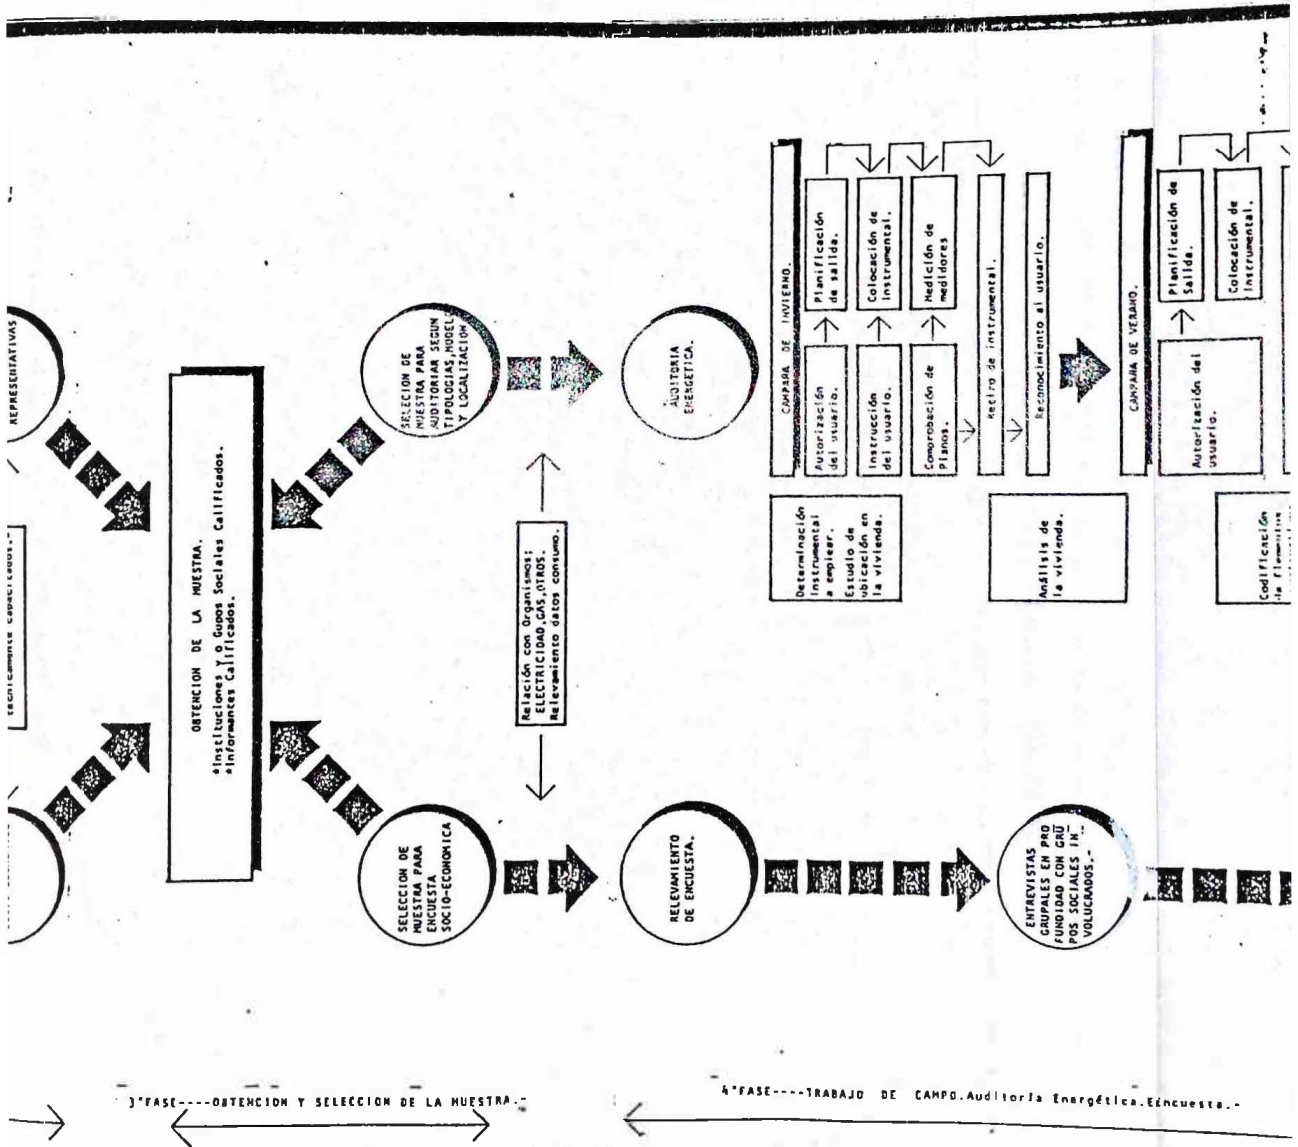 REPRESENTATIVAS
OBTENCION DE LA MUESTRA.
*Instituciones y o Gupos Sociales Calificados.
*Informantes Calificados.
SELECCION DE
MUESTRA PARA
AUDITORIAR SEGUN
TIPOLOGIAS,MODEL
Y LOCALIZACION
SELECCION DE
MUESTRA PARA
ENCUESTA
SOCIO-ECONOMICA
Relación con Organismos:
ELECTRICIDAD,GAS,OTROS.
Relevamiento datos consumo.
3°FASE----OBTENCION Y SELECCION DE LA MUESTRA.-
AUDITORIA
ENERGETICA.
RELEVAMIENTO
DE ENCUESTA.
CAMPAÑA DE INVIERNO.
Autorización
del usuario.
Planificación
de salida.
Instrucción
del usuario.
Colocación de
Instrumental.
Comorobación de
Planos.
Medición de
medidores
Retiro de instrumental.
Reconocimiento al usuario.
Determinación
Instrumental
a emplear.
Estudio de
ubicación en
la vivienda.
Análisis de
la vivienda.
ENTREVISTAS
GRUPALES EN PRO
FUNDIDAD CON GRU
POS SOCIALES IN
VOLUCRADOS.-
CAMPAÑA DE VERANO.
Autorización del
usuario.
Planificación de
Salida.
Colocación de
Instrumental.
Codificación
4°FASE----TRABAJO DE CAMPO.Auditoría Energética.Eencuesta.-